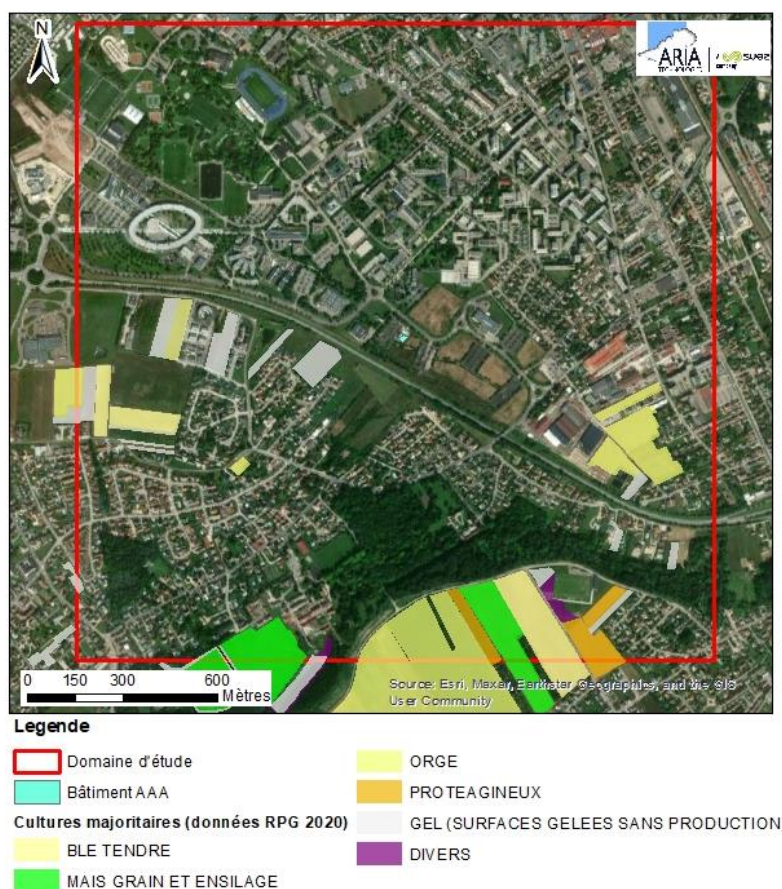 N
ARIA
TECHNOLOGIES
suez
0 150 300 600
Mètres
Source: Esri, Maxar, Earthstar Geographics, and the GIS
User Community
Legende
Domaine d'étude
Bâtiment AAA
Cultures majoritaires (données RPG 2020)
BLE TENDRE
MAIS GRAIN ET ENSILAGE
ORGE
PROTEAGINEUX
GEL (SURFACES GELEES SANS PRODUCTION
DIVERS